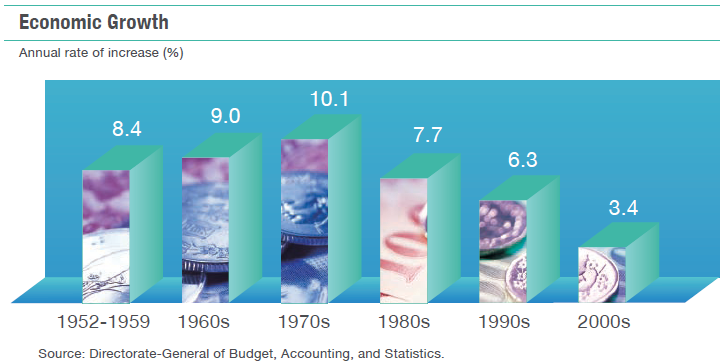 Economic Growth
Annual rate of increase (%)
10.1
9.0
8.4
7.7
6.3
3.4
1952-1959 1960s 1970s 1980s 1990s 2000s
Source: Directorate-General of Budget, Accounting, and Statistics.